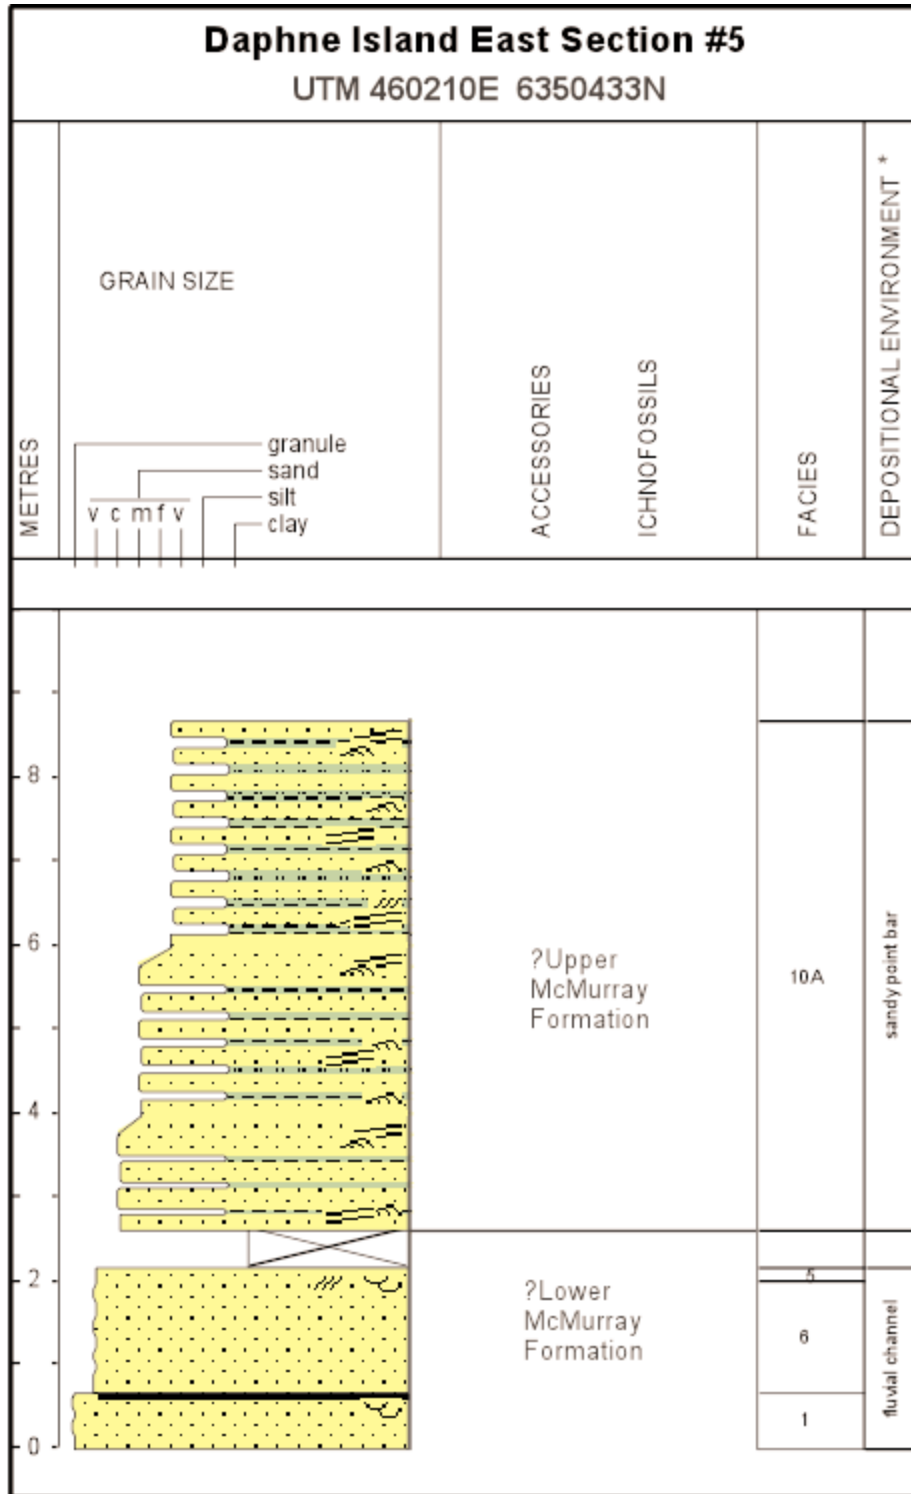 Daphne Island East Section #5
UTM 460210E 6350433N
METRES
GRAIN SIZE
granule
sand
silt
clay
v c m f v
ACCESSORIES
ICHNOFOSSILS
FACIES
DEPOSITIONAL ENVIRONMENT *
8
6
4
2
0
?Upper
McMurray
Formation
10A
sandy point bar
?Lower
McMurray
Formation
5
6
1
fluvial channel